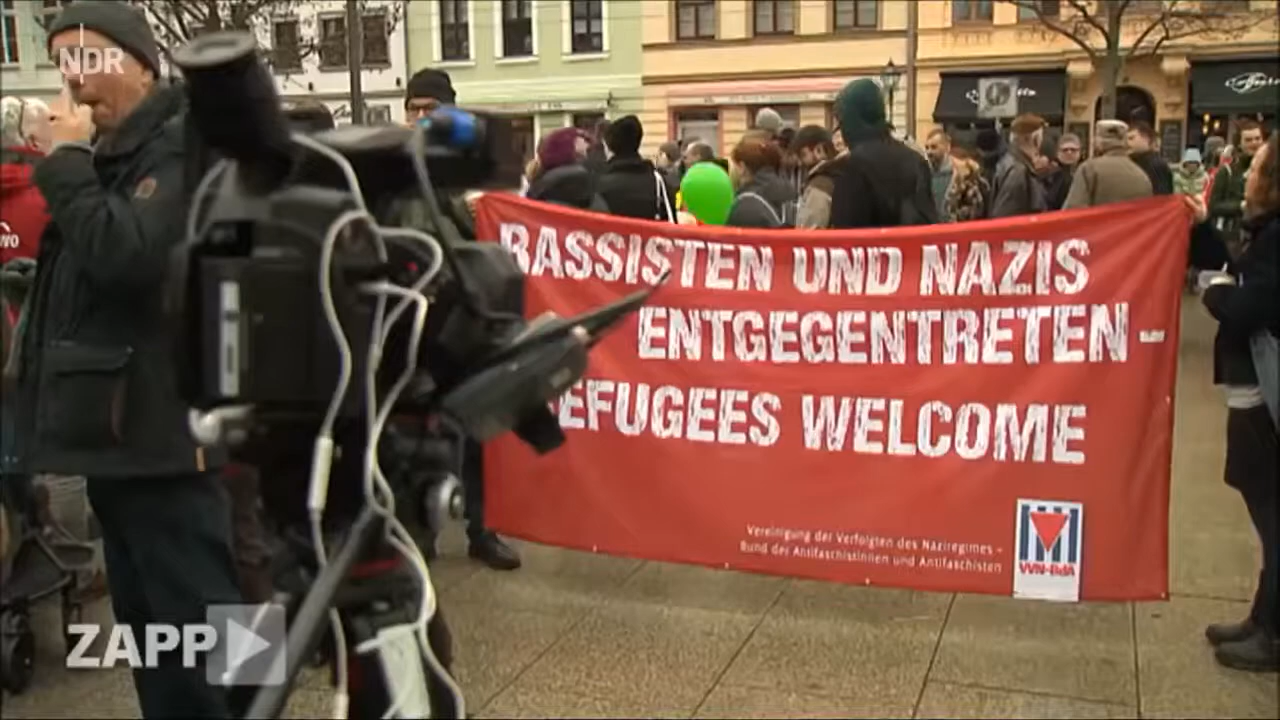 NDR
RASSISTEN UND NAZIS
ENTGEGENTRETEN -
REFUGEES WELCOME
Vereinigung der Verfolgten des Naziregimes -
Bund der Antifaschistinnen und Antifaschisten
VVN-BdA
ZAPP